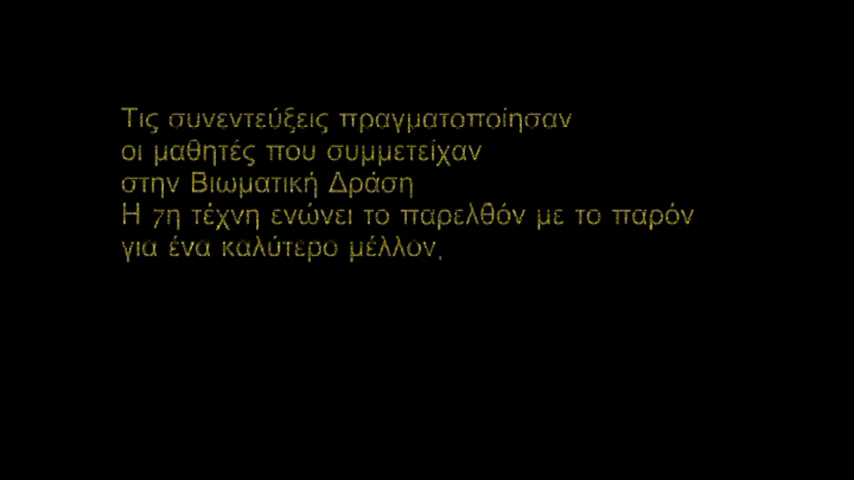 Τις συνεντεύξεις πραγματοποίησαν
οι μαθητές που συμμετείχαν
στην Βιωματική Δράση
Η 7η τέχνη ενώνει το παρελθόν με το παρόν
για ένα καλύτερο μέλλον.